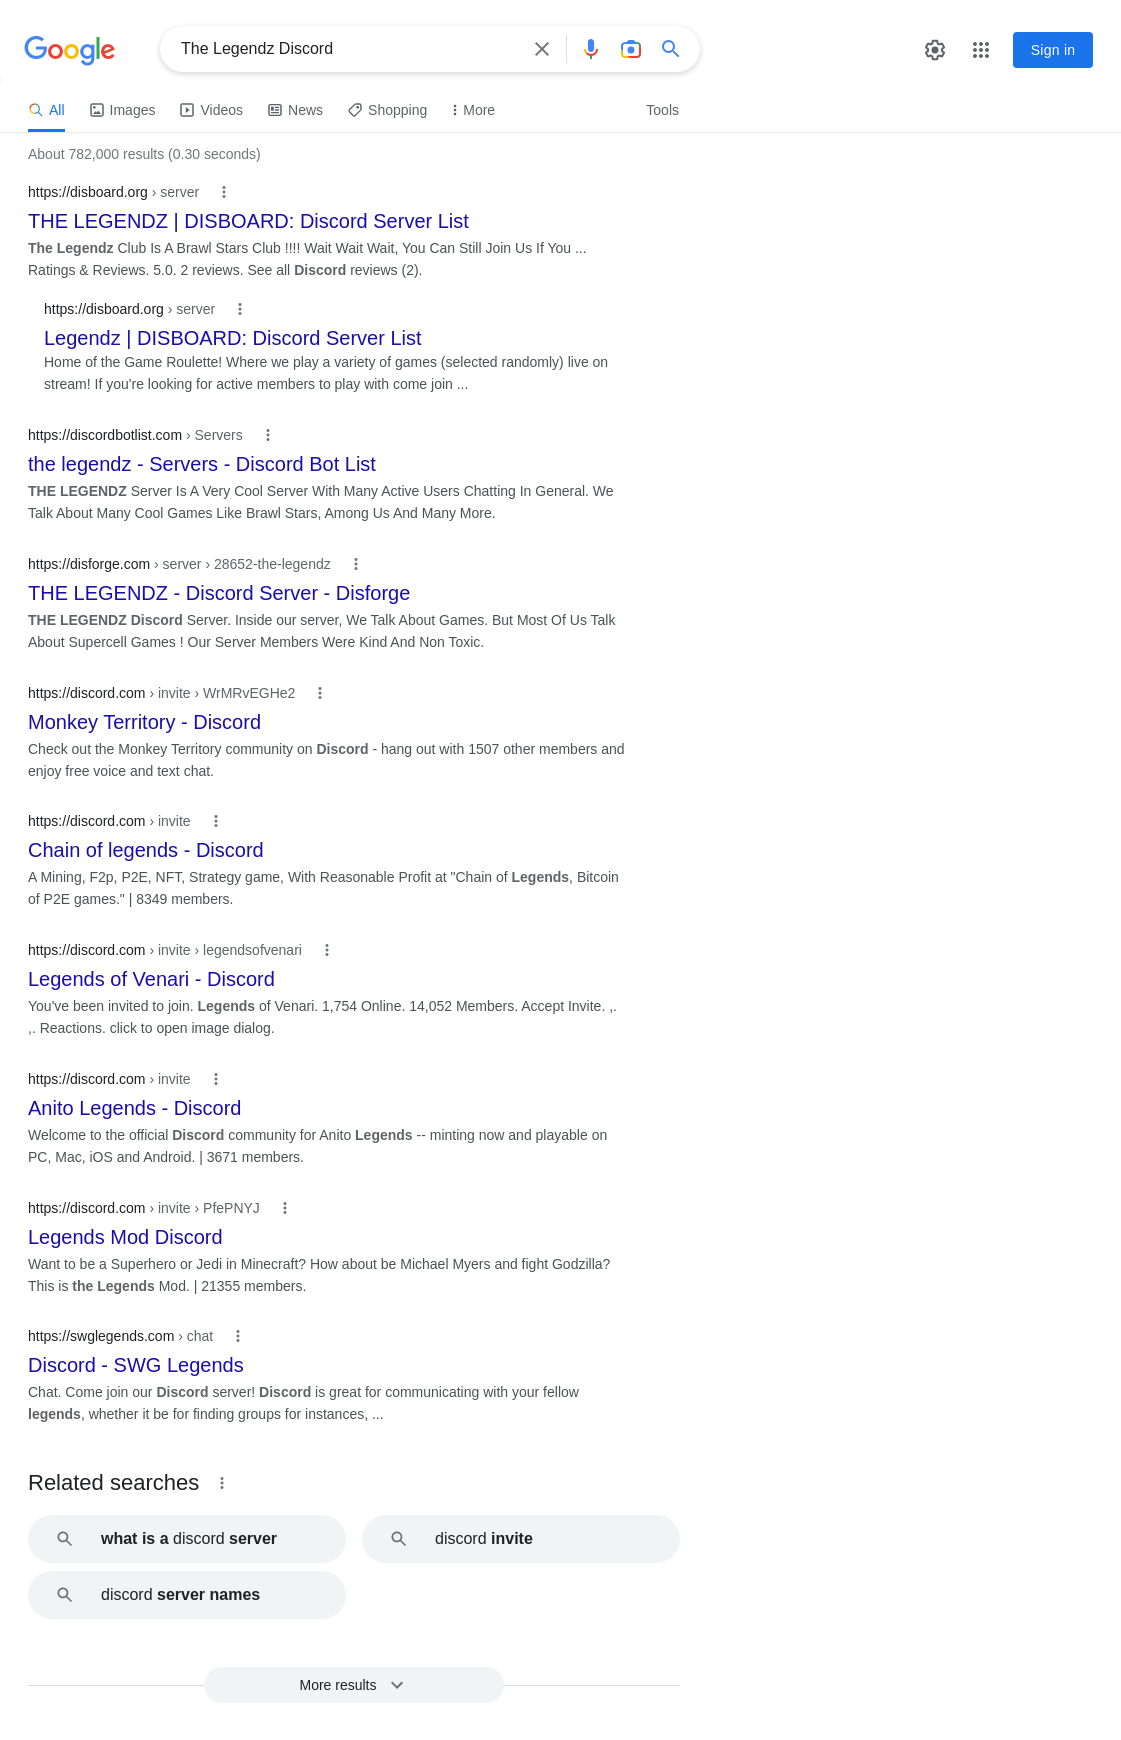 Google
The Legendz Discord
Sign in
All
Images
Videos
News
Shopping
More
Tools
About 782,000 results (0.30 seconds)
https://disboard.org › server
THE LEGENDZ | DISBOARD: Discord Server List
The Legendz Club Is A Brawl Stars Club !!!! Wait Wait Wait, You Can Still Join Us If You ...
Ratings & Reviews. 5.0. 2 reviews. See all Discord reviews (2).
https://disboard.org › server
Legendz | DISBOARD: Discord Server List
Home of the Game Roulette! Where we play a variety of games (selected randomly) live on
stream! If you're looking for active members to play with come join ...
https://discordbotlist.com › Servers
the legendz - Servers - Discord Bot List
THE LEGENDZ Server Is A Very Cool Server With Many Active Users Chatting In General. We
Talk About Many Cool Games Like Brawl Stars, Among Us And Many More.
https://disforge.com › server › 28652-the-legendz
THE LEGENDZ - Discord Server - Disforge
THE LEGENDZ Discord Server. Inside our server, We Talk About Games. But Most Of Us Talk
About Supercell Games ! Our Server Members Were Kind And Non Toxic.
https://discord.com › invite › WrMRvEGHe2
Monkey Territory - Discord
Check out the Monkey Territory community on Discord - hang out with 1507 other members and
enjoy free voice and text chat.
https://discord.com › invite
Chain of legends - Discord
A Mining, F2p, P2E, NFT, Strategy game, With Reasonable Profit at "Chain of Legends, Bitcoin
of P2E games." | 8349 members.
https://discord.com › invite › legendsofvenari
Legends of Venari - Discord
You've been invited to join. Legends of Venari. 1,754 Online. 14,052 Members. Accept Invite. ,.
,. Reactions. click to open image dialog.
https://discord.com › invite
Anito Legends - Discord
Welcome to the official Discord community for Anito Legends -- minting now and playable on
PC, Mac, iOS and Android. | 3671 members.
https://discord.com › invite › PfePNYJ
Legends Mod Discord
Want to be a Superhero or Jedi in Minecraft? How about be Michael Myers and fight Godzilla?
This is the Legends Mod. | 21355 members.
https://swglegends.com › chat
Discord - SWG Legends
Chat. Come join our Discord server! Discord is great for communicating with your fellow
legends, whether it be for finding groups for instances, ...
Related searches
what is a discord server
discord invite
discord server names
More results